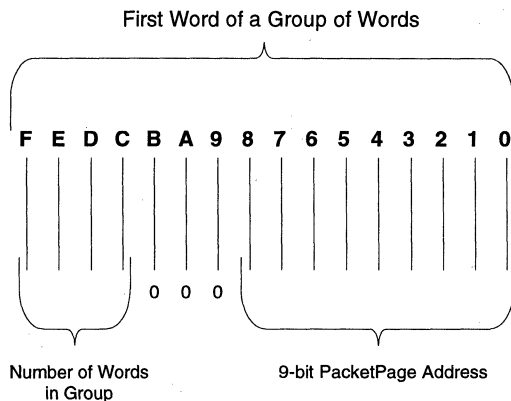 First Word of a Group of Words
F E D C B A 9 8 7 6 5 4 3 2 1 0
0 0 0
Number of Words
in Group
9-bit PacketPage Address